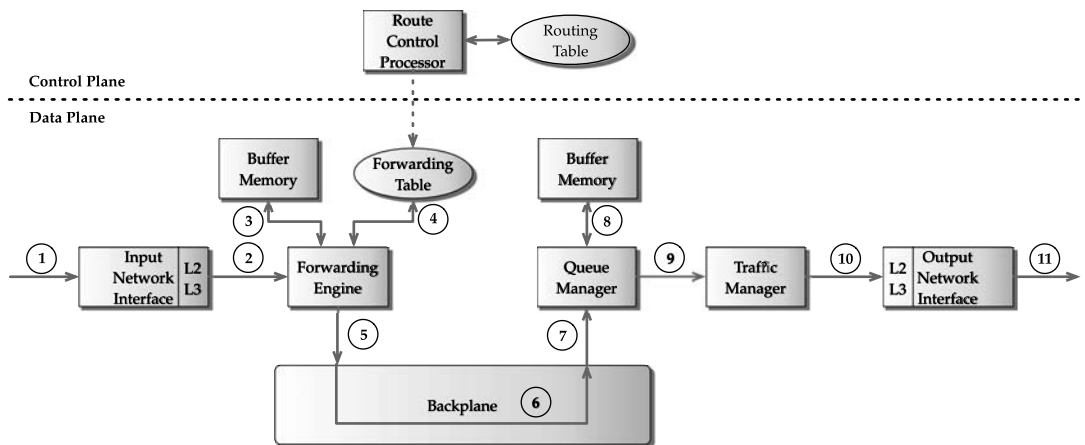 Route
Control
Processor
Routing
Table
Control Plane
Data Plane
Buffer
Memory
Forwarding
Table
Buffer
Memory
3
4
8
1
Input
Network
Interface
L2
L3
2
Forwarding
Engine
Queue
Manager
9
Traffic
Manager
10
L2
L3
Output
Network
Interface
11
5
7
Backplane
6